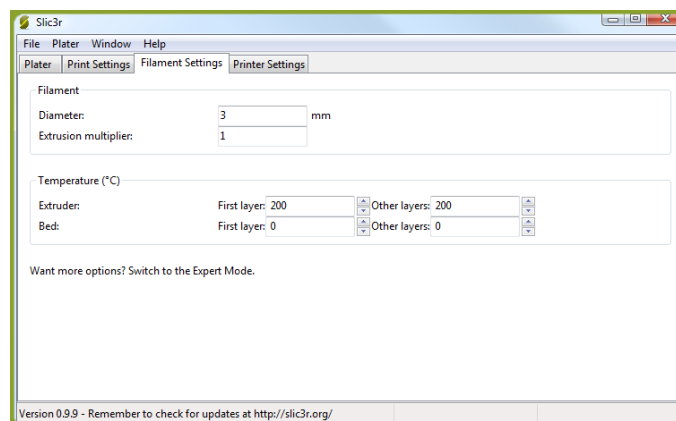 Slic3r
File Plater Window Help
Plater Print Settings Filament Settings Printer Settings
Filament
Diameter: 3 mm
Extrusion multiplier: 1
Temperature (°C)
Extruder: First layer: 200 Other layers: 200
Bed: First layer: 0 Other layers: 0
Want more options? Switch to the Expert Mode.
Version 0.9.9 - Remember to check for updates at http://slic3r.org/